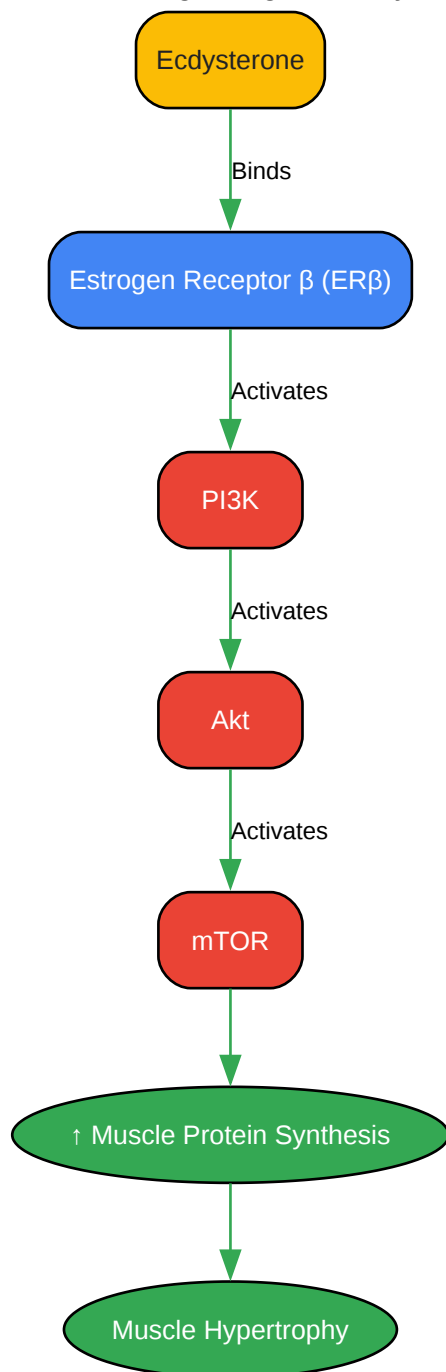 Ecdysterone
Binds
Estrogen Receptor β (ERβ)
Activates
PI3K
Activates
Akt
Activates
mTOR
↑ Muscle Protein Synthesis
Muscle Hypertrophy